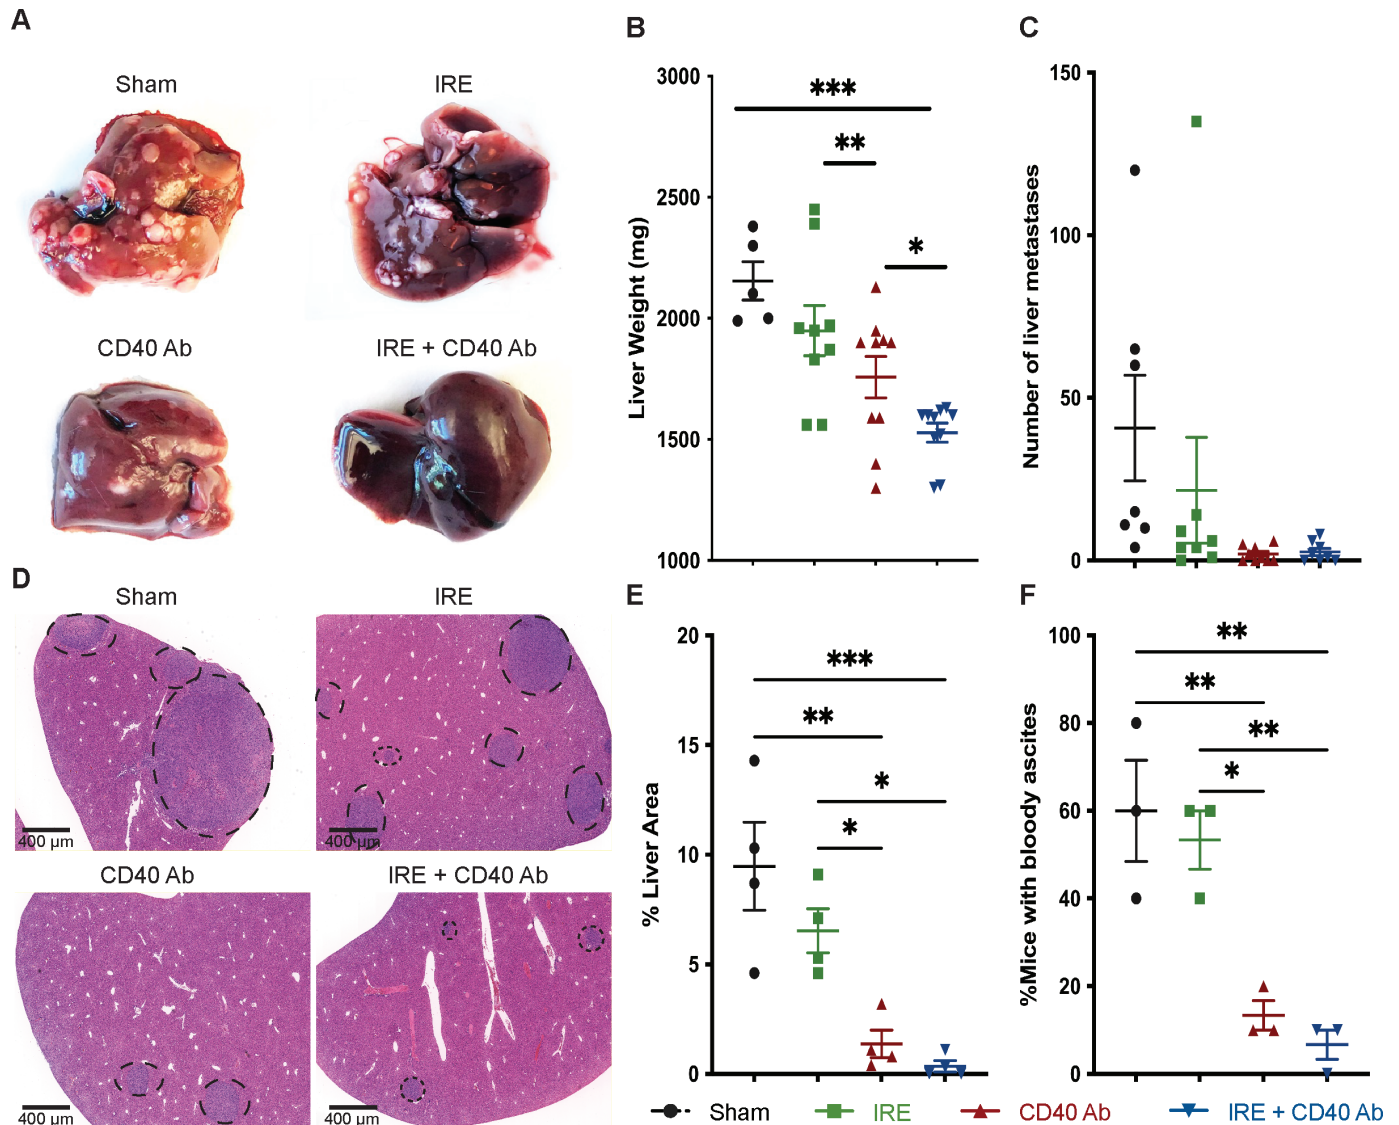 A
Sham
IRE
CD40 Ab
IRE + CD40 Ab
B
Liver Weight (mg)
3000
2500
2000
1500
1000
***
**
*
C
Number of liver metastases
150
100
50
0
D
Sham
IRE
400 µm
400 µm
CD40 Ab
IRE + CD40 Ab
400 µm
400 µm
E
% Liver Area
20
15
10
5
0
***
**
*
*
F
%Mice with bloody ascites
100
80
60
40
20
0
**
**
**
*
Sham
IRE
CD40 Ab
IRE + CD40 Ab